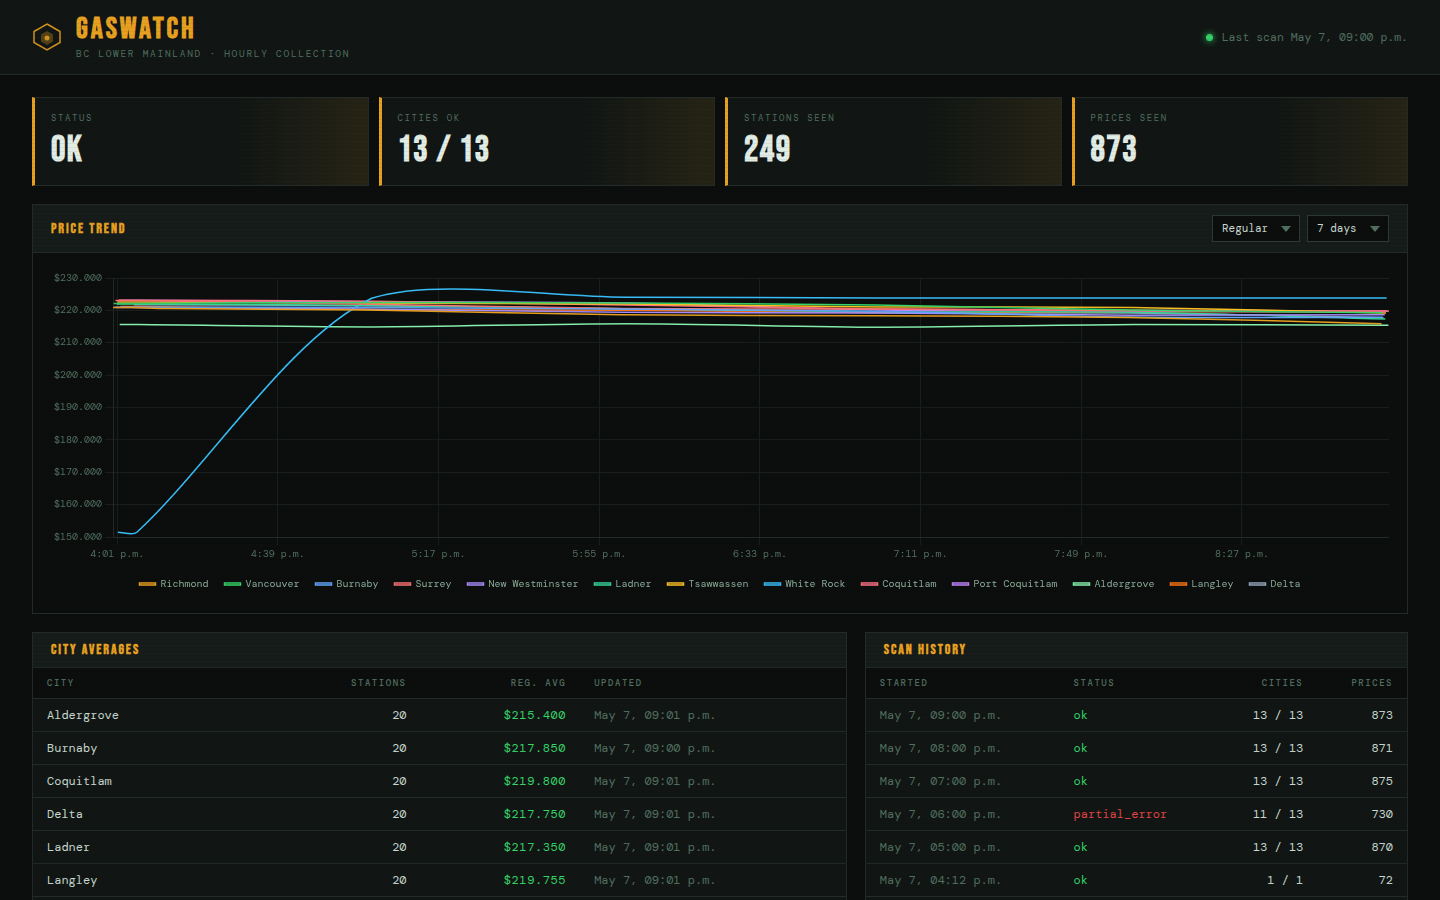 GASWATCH
BC LOWER MAINLAND · HOURLY COLLECTION
Last scan May 7, 09:00 p.m.
STATUS
OK
CITIES OK
13 / 13
STATIONS SEEN
249
PRICES SEEN
873
PRICE TREND
Regular
7 days
$230.000
$220.000
$210.000
$200.000
$190.000
$180.000
$170.000
$160.000
$150.000
4:01 p.m. 4:39 p.m. 5:17 p.m. 5:55 p.m. 6:33 p.m. 7:11 p.m. 7:49 p.m. 8:27 p.m.
Richmond Vancouver Burnaby Surrey New Westminster Ladner Tsawwassen White Rock Coquitlam Port Coquitlam Aldergrove Langley Delta
CITY AVERAGES
CITY STATIONS REG. AVG UPDATED
Aldergrove 20 $215.400 May 7, 09:01 p.m.
Burnaby 20 $217.850 May 7, 09:00 p.m.
Coquitlam 20 $219.800 May 7, 09:01 p.m.
Delta 20 $217.750 May 7, 09:01 p.m.
Ladner 20 $217.350 May 7, 09:01 p.m.
Langley 20 $219.755 May 7, 09:01 p.m.
SCAN HISTORY
STARTED STATUS CITIES PRICES
May 7, 09:00 p.m. ok 13 / 13 873
May 7, 08:00 p.m. ok 13 / 13 871
May 7, 07:00 p.m. ok 13 / 13 875
May 7, 06:00 p.m. partial_error 11 / 13 730
May 7, 05:00 p.m. ok 13 / 13 870
May 7, 04:12 p.m. ok 1 / 1 72